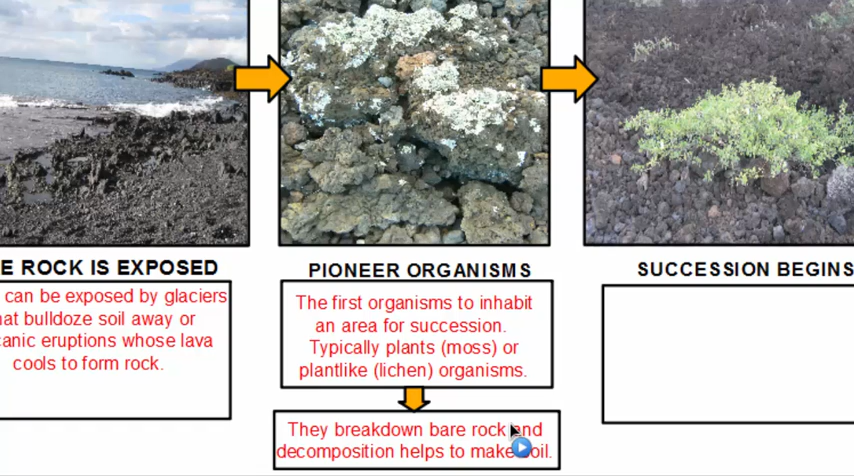 E ROCK IS EXPOSED
can be exposed by glaciers
hat bulldoze soil away or
canic eruptions whose lava
cools to form rock.
PIONEER ORGANISMS
The first organisms to inhabit
an area for succession.
Typically plants (moss) or
plantlike (lichen) organisms.
They breakdown bare rock and
decomposition helps to make soil.
SUCCESSION BEGINS